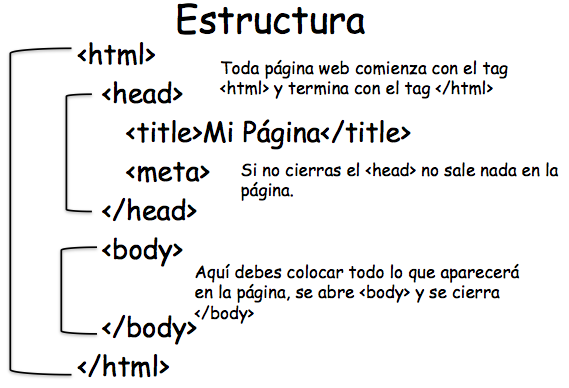 Estructura
<html>
Toda página web comienza con el tag
<html> y termina con el tag </html>
<head>
<title>Mi Página</title>
<meta>
Si no cierras el <head> no sale nada en la
página.
</head>
<body>
Aquí debes colocar todo lo que aparecerá
en la página, se abre <body> y se cierra
</body>
</body>
</html>